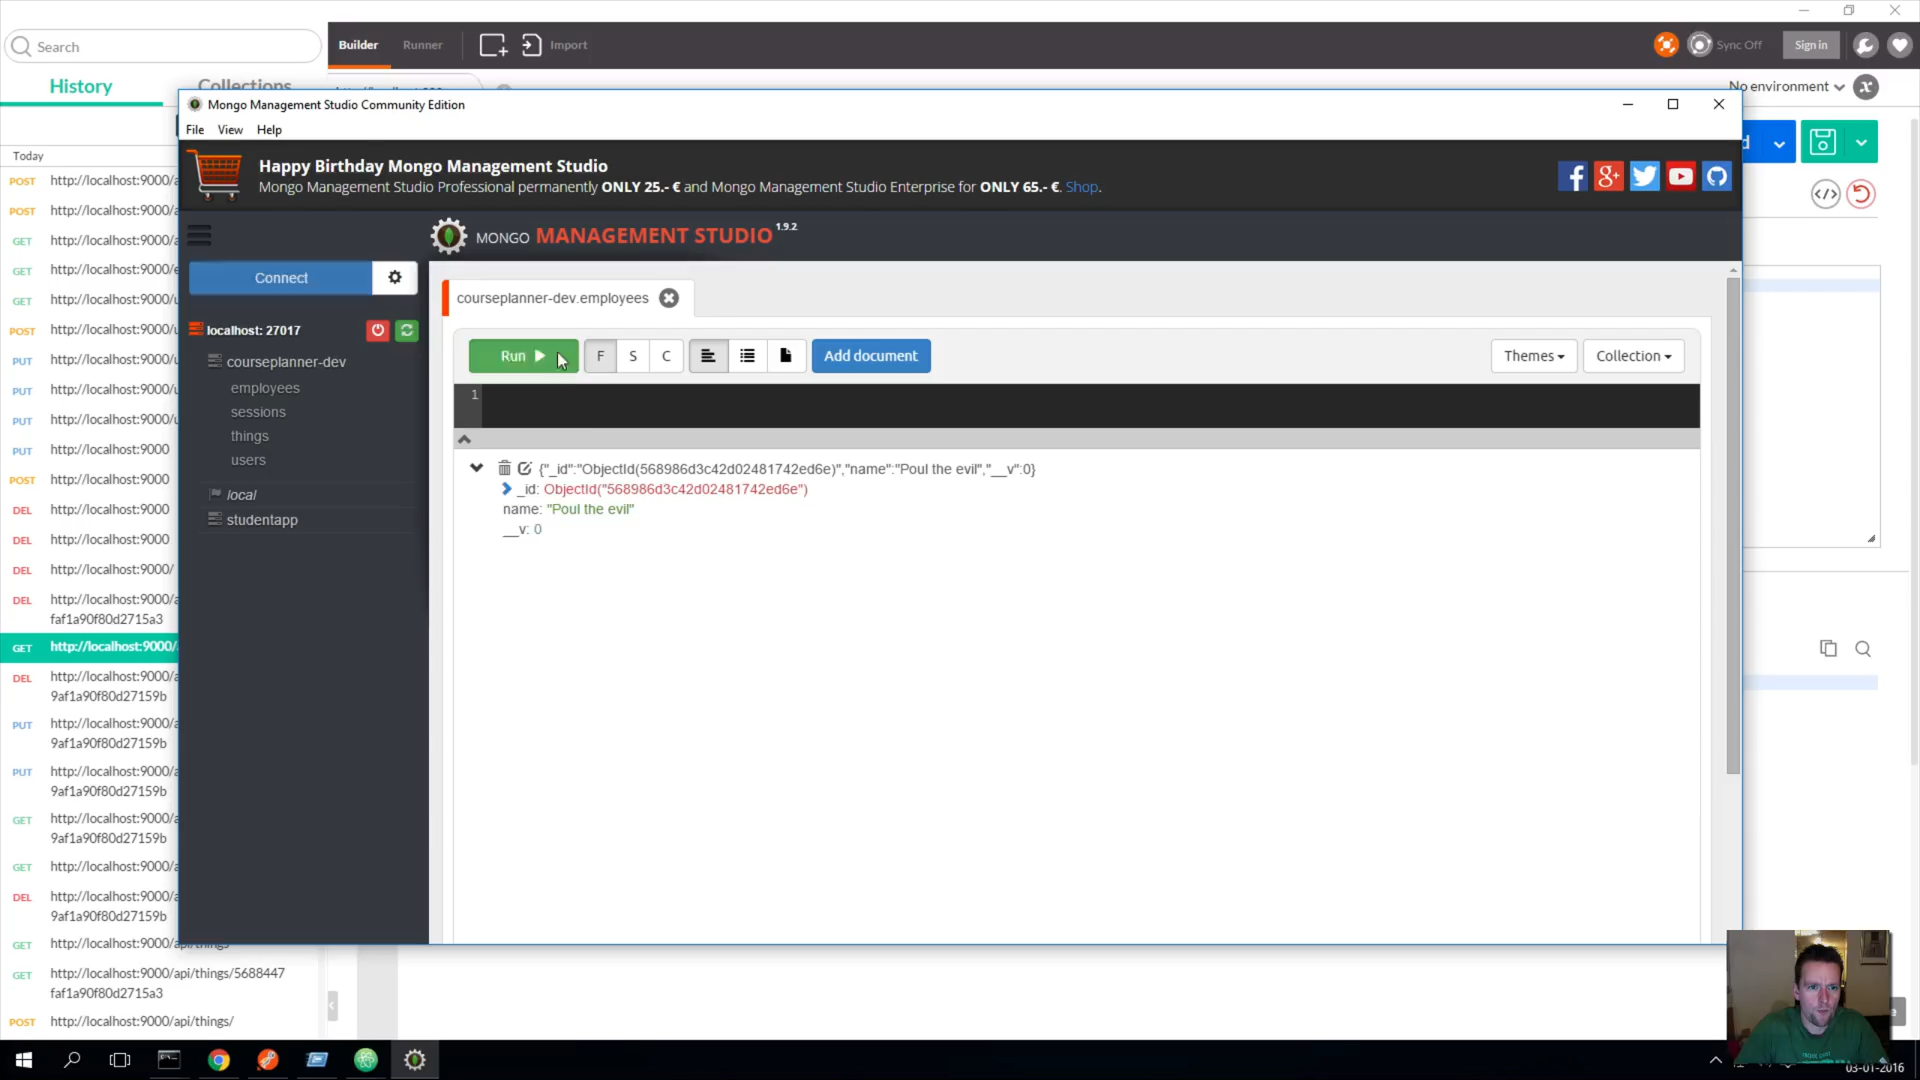 Search
Builder
Runner
Import
Sync Off
Sign in
History
Collections
No environment
Today
POST http://localhost:9000/a
POST http://localhost:9000/a
GET http://localhost:9000/a
GET http://localhost:9000/e
GET http://localhost:9000/u
POST http://localhost:9000/u
PUT http://localhost:9000/u
PUT http://localhost:9000/u
PUT http://localhost:9000/u
PUT http://localhost:9000
POST http://localhost:9000
DEL http://localhost:9000
DEL http://localhost:9000
DEL http://localhost:9000/
DEL http://localhost:9000/a
faf1a90f80d2715a3
GET http://localhost:9000/
DEL http://localhost:9000/a
9af1a90f80d27159b
PUT http://localhost:9000/a
9af1a90f80d27159b
PUT http://localhost:9000/a
9af1a90f80d27159b
GET http://localhost:9000/a
9af1a90f80d27159b
GET http://localhost:9000/a
DEL http://localhost:9000/a
9af1a90f80d27159b
GET http://localhost:9000/api/things
GET http://localhost:9000/api/things/5688447
faf1a90f80d2715a3
POST http://localhost:9000/api/things/
Mongo Management Studio Community Edition
File View Help
Happy Birthday Mongo Management Studio
Mongo Management Studio Professional permanently ONLY 25.- € and Mongo Management Studio Enterprise for ONLY 65.- €. Shop.
MONGO MANAGEMENT STUDIO 1.9.2
Connect
localhost: 27017
courseplanner-dev
employees
sessions
things
users
local
studentapp
courseplanner-dev.employees
Run F S C Add document Themes Collection
1
{"_id":"ObjectId(568986d3c42d02481742ed6e)","name":"Poul the evil","__v":0}
_id: ObjectId("568986d3c42d02481742ed6e")
name: "Poul the evil"
__v: 0
03-01-2016